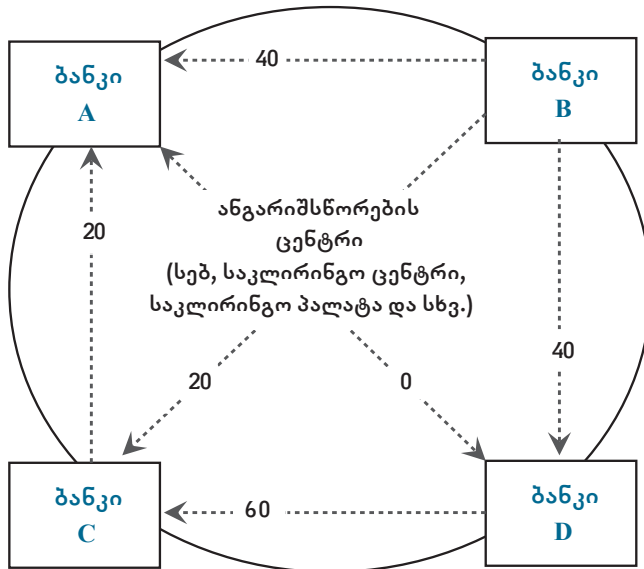 ბანკი
A
40
ბანკი
B
20
ანგარიშსწორების
ცენტრი
(სებ, საკლირინგო ცენტრი,
საკლირინგო პალატა და სხვ.)
40
20
0
ბანკი
C
60
ბანკი
D